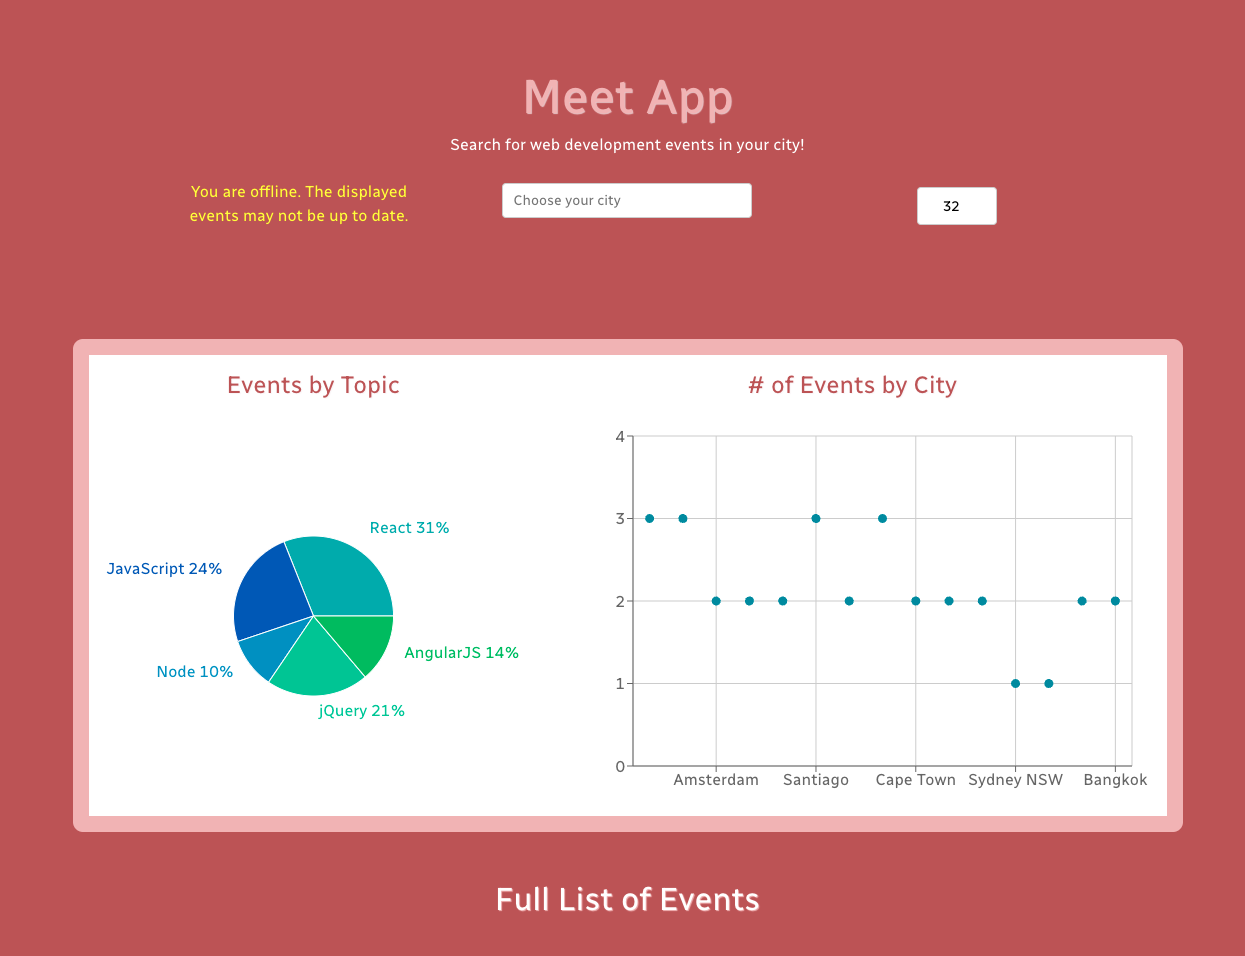 Meet App
Search for web development events in your city!
You are offline. The displayed
events may not be up to date.
Choose your city
32
Events by Topic
React 31%
JavaScript 24%
Node 10%
jQuery 21%
AngularJS 14%
# of Events by City
4
3
2
1
0
Amsterdam Santiago Cape Town Sydney NSW Bangkok
Full List of Events